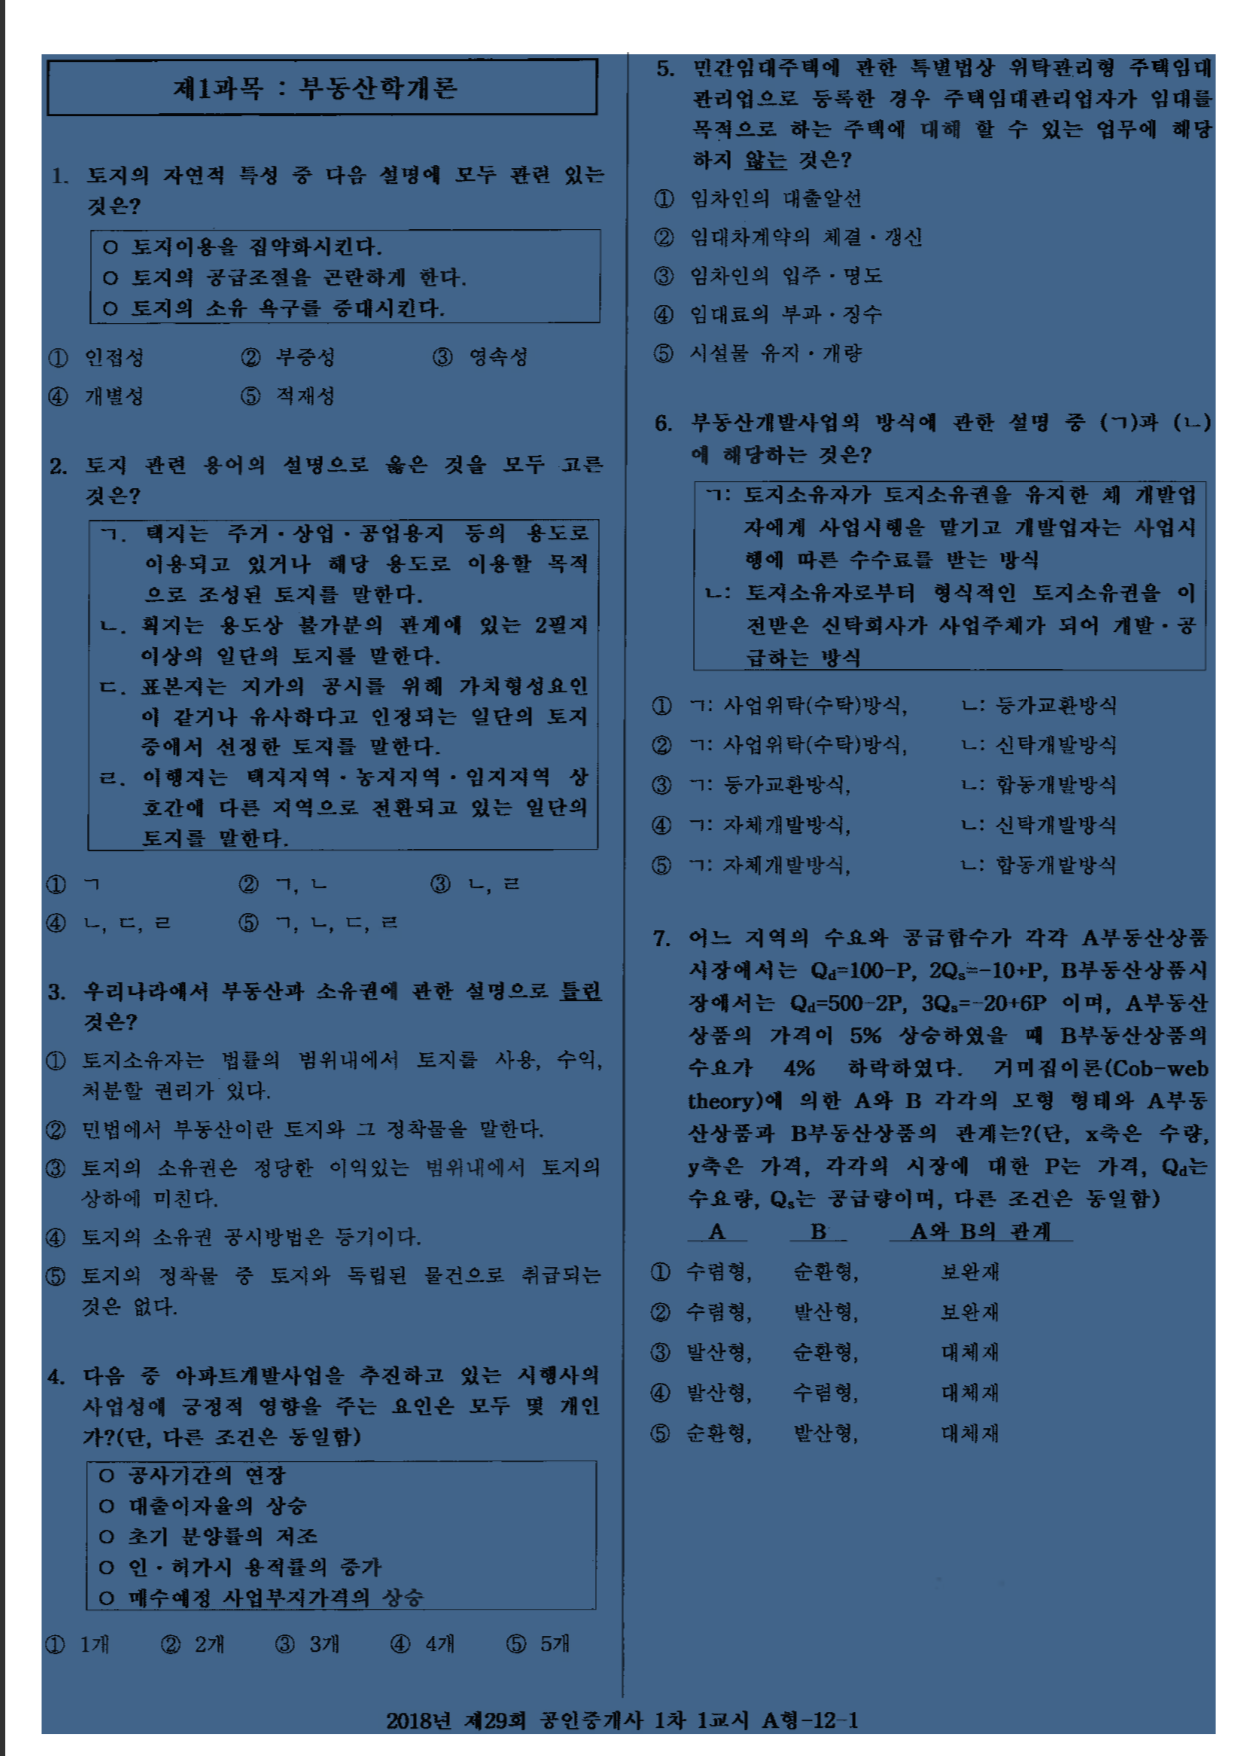 제1과목 : 부동산학개론
1. 토지의 자연적 특성 중 다음 설명에 모두 관련 있는
것은?
O 토지이용을 집약화시킨다.
O 토지의 공급조절을 곤란하게 한다.
O 토지의 소유 욕구를 증대시킨다.
① 인접성 ② 부증성 ③ 영속성
④ 개별성 ⑤ 적재성
2. 토지 관련 용어의 설명으로 옳은 것을 모두 고른
것은?
ㄱ. 택지는 주거·상업·공업용지 등의 용도로
이용되고 있거나 해당 용도로 이용할 목적
으로 조성된 토지를 말한다.
ㄴ. 획지는 용도상 불가분의 관계에 있는 2필지
이상의 일단의 토지를 말한다.
ㄷ. 표본지는 지가의 공시를 위해 가치형성요인
이 같거나 유사하다고 인정되는 일단의 토지
중에서 선정한 토지를 말한다.
ㄹ. 이행지는 택지지역·농지지역·임지지역 상
호간에 다른 지역으로 전환되고 있는 일단의
토지를 말한다.
① ㄱ ② ㄱ, ㄴ ③ ㄴ, ㄹ
④ ㄴ, ㄷ, ㄹ ⑤ ㄱ, ㄴ, ㄷ, ㄹ
3. 우리나라에서 부동산과 소유권에 관한 설명으로 틀린
것은?
① 토지소유자는 법률의 범위내에서 토지를 사용, 수익,
처분할 권리가 있다.
② 민법에서 부동산이란 토지와 그 정착물을 말한다.
③ 토지의 소유권은 정당한 이익있는 범위내에서 토지의
상하에 미친다.
④ 토지의 소유권 공시방법은 등기이다.
⑤ 토지의 정착물 중 토지와 독립된 물건으로 취급되는
것은 없다.
4. 다음 중 아파트개발사업을 추진하고 있는 시행사의
사업성에 긍정적 영향을 주는 요인은 모두 몇 개인
가?(단, 다른 조건은 동일함)
O 공사기간의 연장
O 대출이자율의 상승
O 초기 분양률의 저조
O 인·허가시 용적률의 증가
O 매수예정 사업부지가격의 상승
① 1개 ② 2개 ③ 3개 ④ 4개 ⑤ 5개
5. 민간임대주택에 관한 특별법상 위탁관리형 주택임대
관리업으로 등록한 경우 주택임대관리업자가 임대를
목적으로 하는 주택에 대해 할 수 있는 업무에 해당
하지 않는 것은?
① 임차인의 대출알선
② 임대차계약의 체결·갱신
③ 임차인의 입주·명도
④ 임대료의 부과·징수
⑤ 시설물 유지·개량
6. 부동산개발사업의 방식에 관한 설명 중 (ㄱ)과 (ㄴ)
에 해당하는 것은?
ㄱ: 토지소유자가 토지소유권을 유지한 채 개발업
자에게 사업시행을 맡기고 개발업자는 사업시
행에 따른 수수료를 받는 방식
ㄴ: 토지소유자로부터 형식적인 토지소유권을 이
전받은 신탁회사가 사업주체가 되어 개발·공
급하는 방식
① ㄱ: 사업위탁(수탁)방식, ㄴ: 등가교환방식
② ㄱ: 사업위탁(수탁)방식, ㄴ: 신탁개발방식
③ ㄱ: 등가교환방식, ㄴ: 합동개발방식
④ ㄱ: 자체개발방식, ㄴ: 신탁개발방식
⑤ ㄱ: 자체개발방식, ㄴ: 합동개발방식
7. 어느 지역의 수요와 공급함수가 각각 A부동산상품
시장에서는 Qd=100-P, 2Qs=-10+P, B부동산상품시
장에서는 Qd=500-2P, 3Qs=-20+6P 이며, A부동산
상품의 가격이 5% 상승하였을 때 B부동산상품의
수요가 4% 하락하였다. 거미집이론(Cob-web
theory)에 의한 A와 B 각각의 모형 형태와 A부동
산상품과 B부동산상품의 관계는?(단, x축은 수량,
y축은 가격, 각각의 시장에 대한 P는 가격, Qd는
수요량, Qs는 공급량이며, 다른 조건은 동일함)
A B A와 B의 관계
① 수렴형, 순환형, 보완재
② 수렴형, 발산형, 보완재
③ 발산형, 순환형, 대체재
④ 발산형, 수렴형, 대체재
⑤ 순환형, 발산형, 대체재
2018년 제29회 공인중개사 1차 1교시 A형-12-1